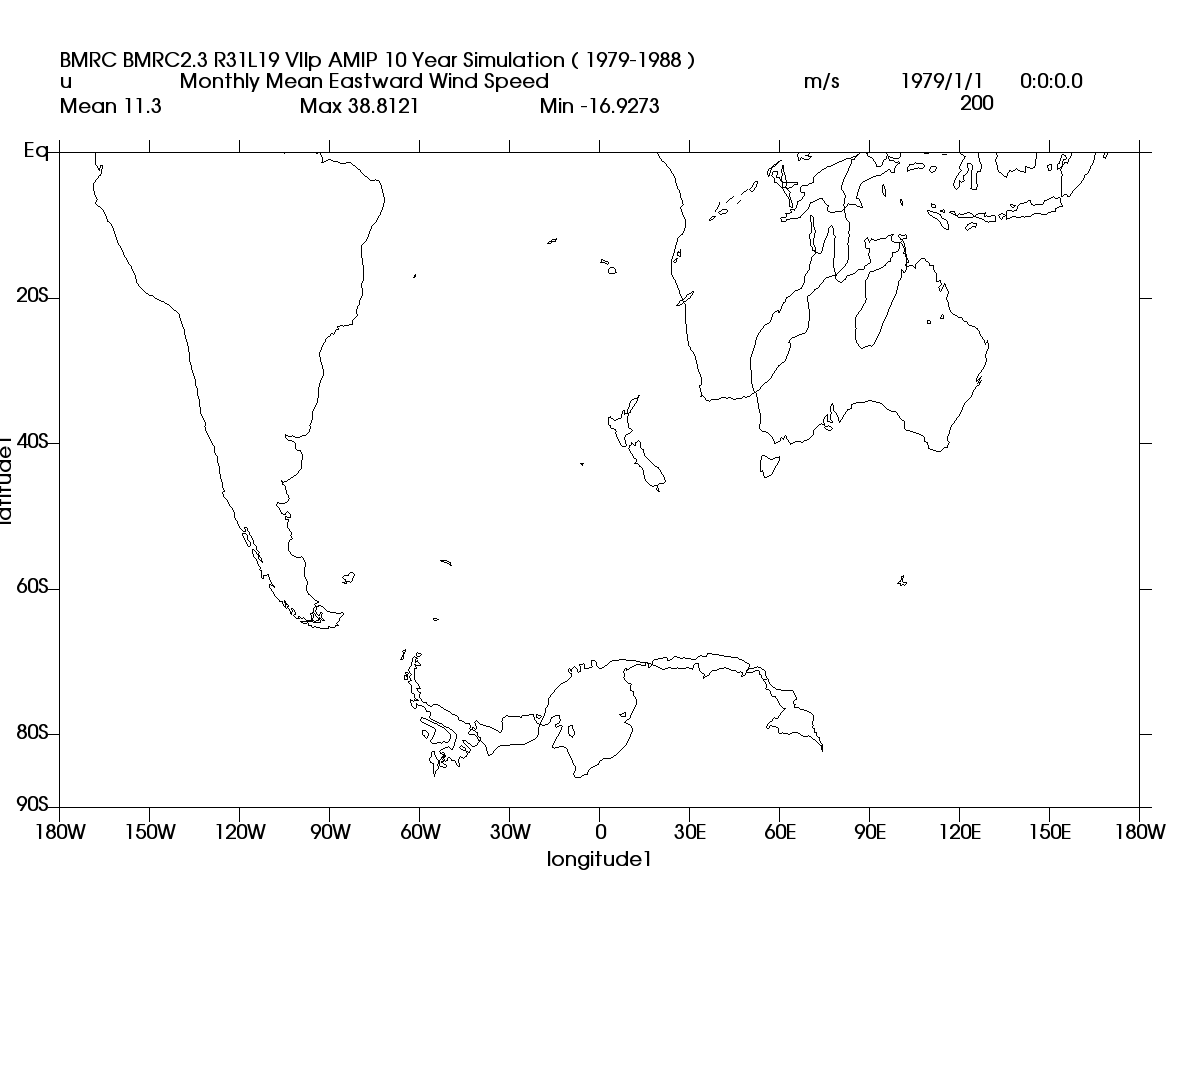 BMRC BMRC2.3 R31L19 VIIp AMIP 10 Year Simulation ( 1979-1988 )
u Monthly Mean Eastward Wind Speed m/s 1979/1/1 0:0:0.0
Mean 11.3 Max 38.8121 Min -16.9273 200
Eq
20S
40S
latitude1
60S
80S
90S
180W 150W 120W 90W 60W 30W 0 30E 60E 90E 120E 150E 180W
longitude1